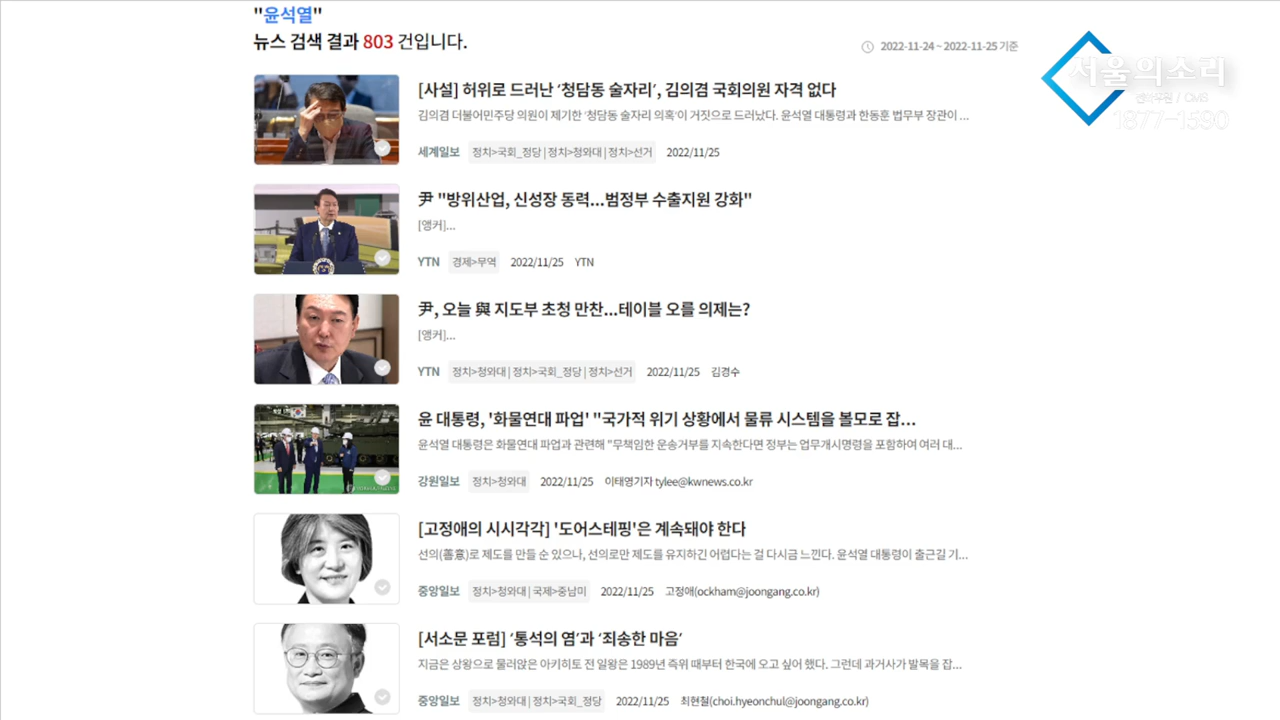 "윤석열"
뉴스 검색 결과 803 건입니다.
2022-11-24 ~ 2022-11-25 기준
서울의소리
정기후원 / CMS
1877-1580
[사설] 허위로 드러난 ‘청담동 술자리’, 김의겸 국회의원 자격 없다
김의겸 더불어민주당 의원이 제기한 ‘청담동 술자리 의혹’이 거짓으로 드러났다. 윤석열 대통령과 한동훈 법무부 장관이 ...
세계일보 정치>국회_정당 | 정치>청와대 | 정치>선거 2022/11/25
尹 "방위산업, 신성장 동력...범정부 수출지원 강화"
[앵커]...
YTN 경제>무역 2022/11/25 YTN
尹, 오늘 與 지도부 초청 만찬...테이블 오를 의제는?
[앵커]...
YTN 정치>청와대 | 정치>국회_정당 | 정치>선거 2022/11/25 김경수
윤 대통령, '화물연대 파업' "국가적 위기 상황에서 물류 시스템을 볼모로 잡...
윤석열 대통령은 화물연대 파업과 관련해 "무책임한 운송거부를 지속한다면 정부는 업무개시명령을 포함하여 여러 대...
강원일보 정치>청와대 2022/11/25 이태영기자 tylee@kwnews.co.kr
[고정애의 시시각각] '도어스테핑'은 계속돼야 한다
선의(善意)로 제도를 만들 순 있으나, 선의로만 제도를 유지하긴 어렵다는 걸 다시금 느낀다. 윤석열 대통령이 출근길 기...
중앙일보 정치>청와대 | 국제>중남미 2022/11/25 고정애(ockham@joongang.co.kr)
[서소문 포럼] ‘통석의 염’과 ‘죄송한 마음’
지금은 상왕으로 물러앉은 아키히토 전 일왕은 1989년 즉위 때부터 한국에 오고 싶어 했다. 그런데 과거사가 발목을 잡...
중앙일보 정치>청와대 | 정치>국회_정당 2022/11/25 최현철(choi.hyeonchul@joongang.co.kr)